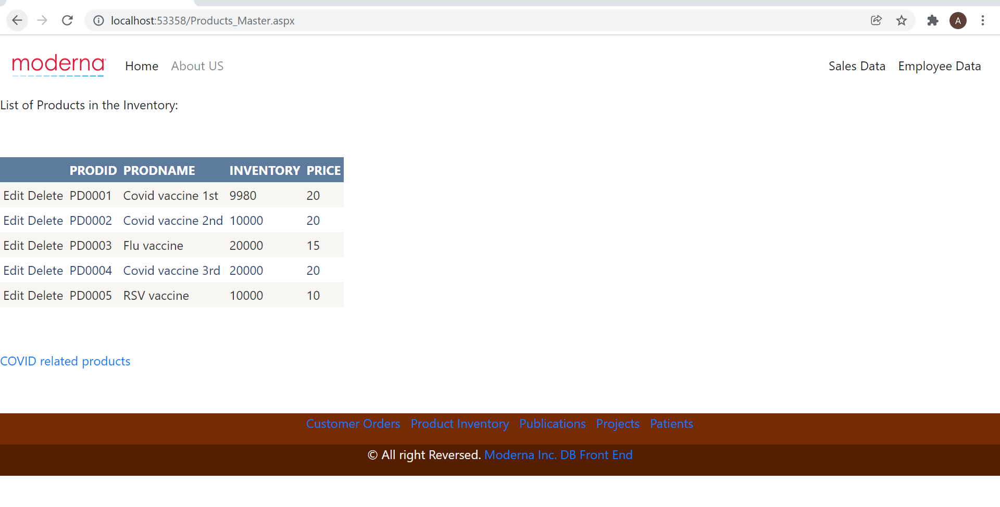 localhost:53358/Products_Master.aspx
A
moderna Home About US Sales Data Employee Data
List of Products in the Inventory:
PRODID PRODNAME INVENTORY PRICE
Edit Delete PD0001 Covid vaccine 1st 9980 20
Edit Delete PD0002 Covid vaccine 2nd 10000 20
Edit Delete PD0003 Flu vaccine 20000 15
Edit Delete PD0004 Covid vaccine 3rd 20000 20
Edit Delete PD0005 RSV vaccine 10000 10
COVID related products
Customer Orders Product Inventory Publications Projects Patients
© All right Reversed. Moderna Inc. DB Front End